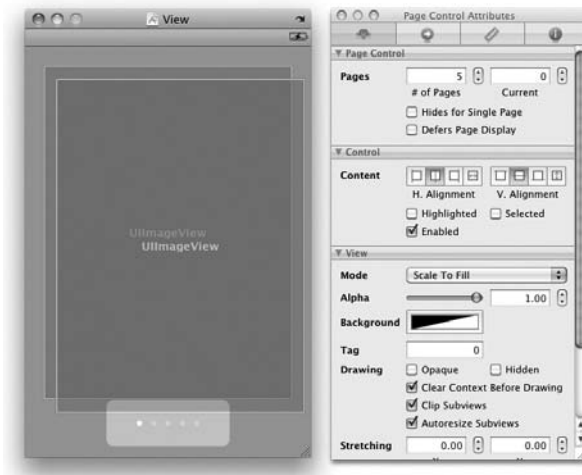 View
UIImageView
UIImageView
Page Control Attributes
Page Control
Pages 5 0
# of Pages Current
Hides for Single Page
Defers Page Display
Control
Content
H. Alignment V. Alignment
Highlighted Selected
Enabled
View
Mode Scale To Fill
Alpha 1.00
Background
Tag 0
Drawing Opaque Hidden
Clear Context Before Drawing
Clip Subviews
Autoresize Subviews
Stretching 0.00 0.00